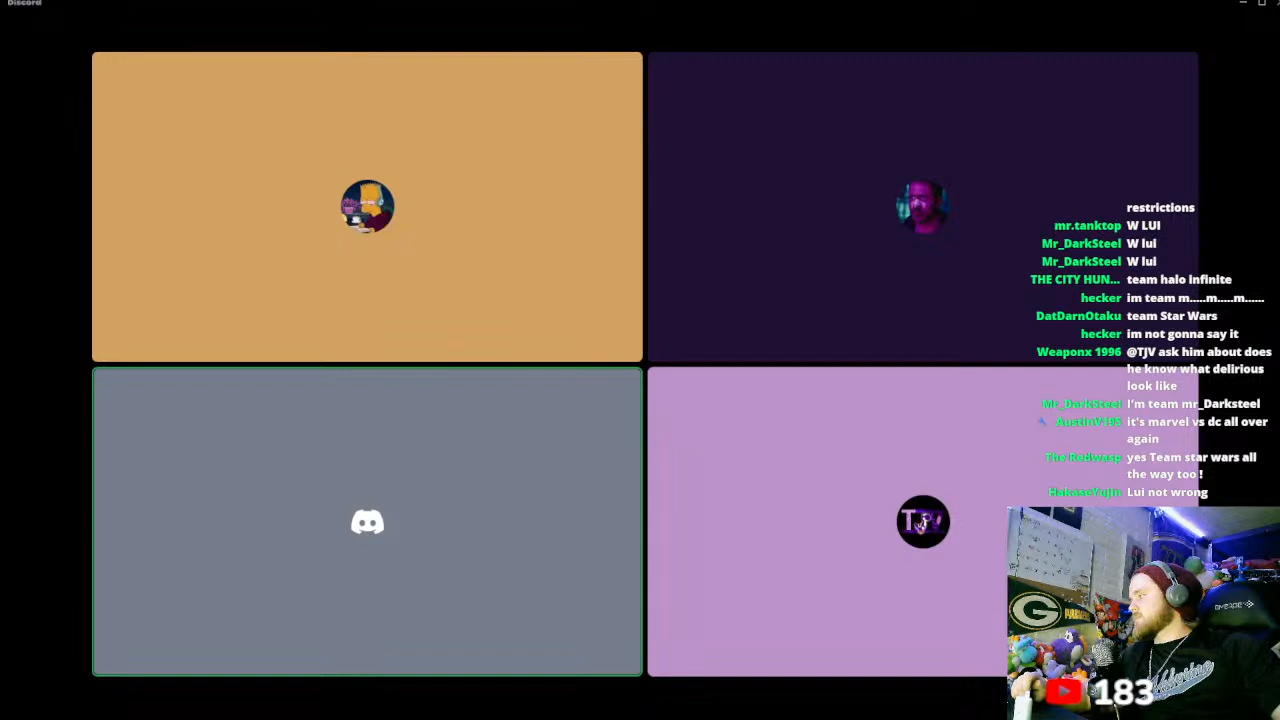 Discord
restrictions
mr.tanktop W LUI
Mr_DarkSteel W lui
Mr_DarkSteel W lui
THE CITY HUN... team halo infinite
hecker im team m.....m.....m......
DatDarnOtaku team Star Wars
hecker im not gonna say it
Weaponx 1996 @TJV ask him about does
he know what delirious
look like
Mr_DarkSteel I'm team mr_Darksteel
AustinV195 it's marvel vs dc all over
again
The Redwasp yes Team star wars all
the way too !
HakaseYujin Lui not wrong
TJV
G
183